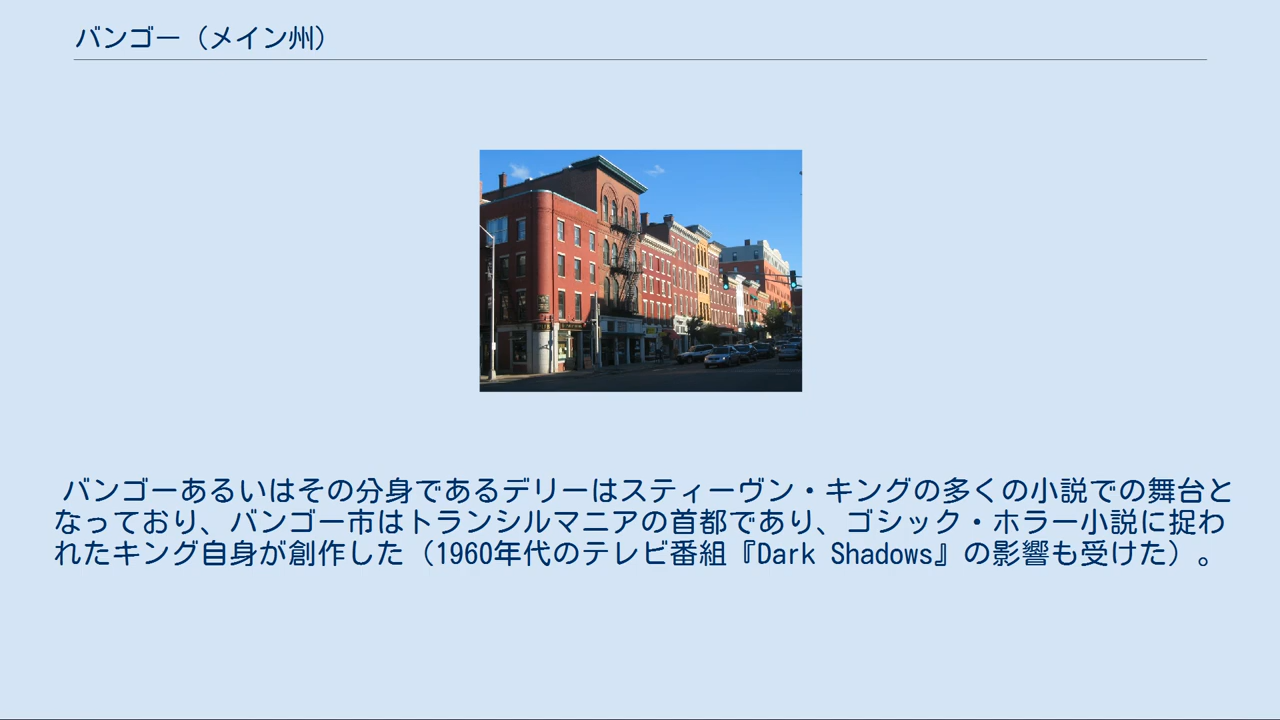 バンゴー（メイン州）
バンゴーあるいはその分身であるデリーはスティーヴン・キングの多くの小説での舞台と
なっており、バンゴー市はトランシルマニアの首都であり、ゴシック・ホラー小説に捉わ
れたキング自身が創作した（1960年代のテレビ番組『Dark Shadows』の影響も受けた）。